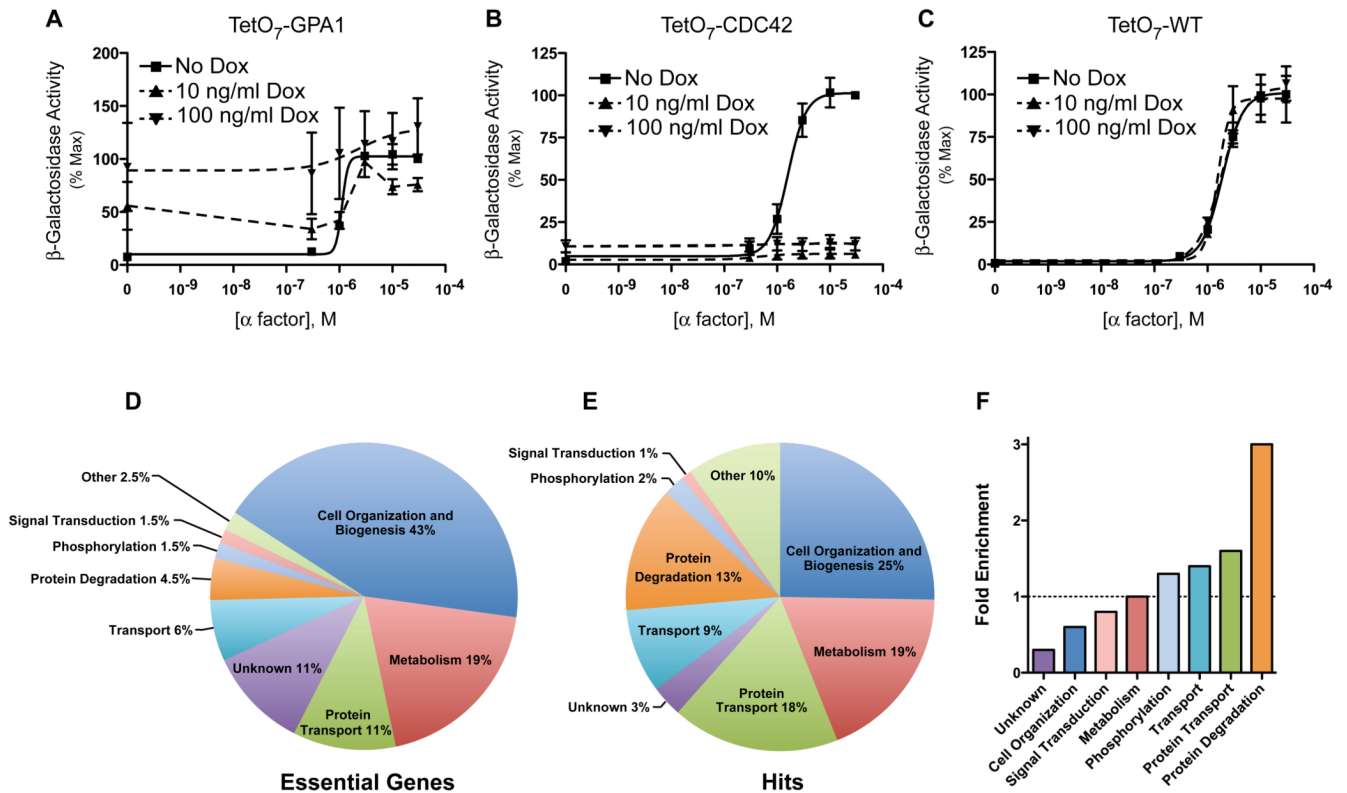 A
TetO7-GPA1
β-Galactosidase Activity
(% Max)
200
150
100
50
0
No Dox
10 ng/ml Dox
100 ng/ml Dox
0 10-9 10-8 10-7 10-6 10-5 10-4
[α factor], M
B
TetO7-CDC42
β-Galactosidase Activity
(% Max)
125
100
75
50
25
0
No Dox
10 ng/ml Dox
100 ng/ml Dox
0 10-9 10-8 10-7 10-6 10-5 10-4
[α factor], M
C
TetO7-WT
β-Galactosidase Activity
(% Max)
125
100
75
50
25
0
No Dox
10 ng/ml Dox
100 ng/ml Dox
0 10-9 10-8 10-7 10-6 10-5 10-4
[α factor], M
D
Other 2.5%
Signal Transduction 1.5%
Phosphorylation 1.5%
Protein Degradation 4.5%
Transport 6%
Unknown 11%
Protein
Transport 11%
Metabolism 19%
Cell Organization and
Biogenesis 43%
Essential Genes
E
Signal Transduction 1%
Phosphorylation 2%
Other 10%
Protein
Degradation 13%
Transport 9%
Unknown 3%
Protein
Transport 18%
Metabolism 19%
Cell Organization and
Biogenesis 25%
Hits
F
Fold Enrichment
3
2
1
0
Unknown
Cell Organization
Signal Transduction
Metabolism
Phosphorylation
Transport
Protein Transport
Protein Degradation